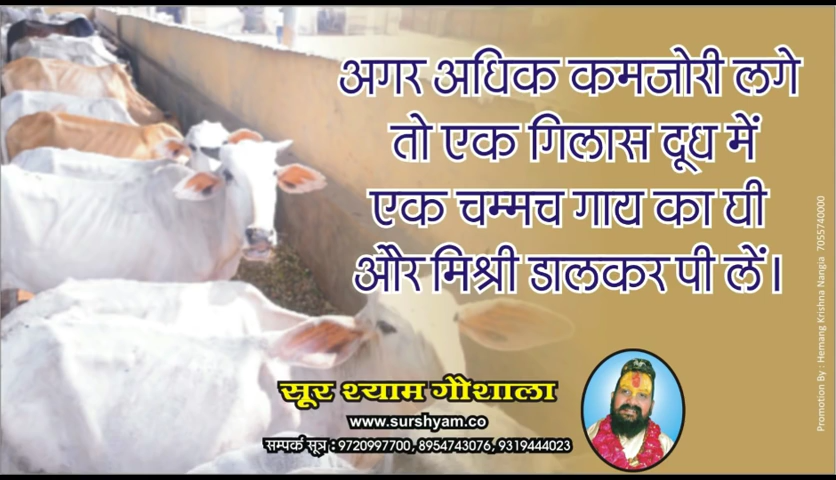 अगर अधिक कमजोरी लगे
तो एक गिलास दूध में
एक चम्मच गाय का घी
और मिश्री डालकर पी लें।
सूर श्याम गौशाला
www.surshyam.co
सम्पर्क सूत्र : 9720997700, 8954743076, 9319444023
Promotion By : Hemang Krishna Nangia 7055740000